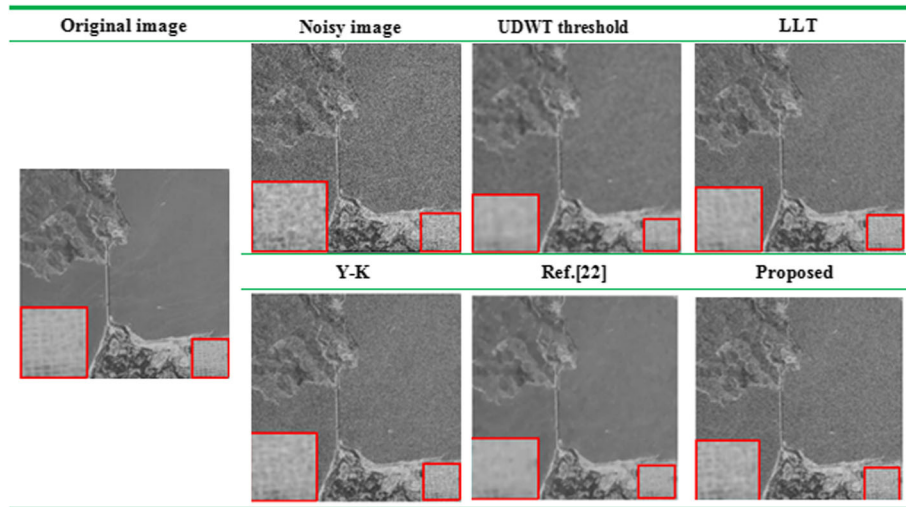 Original image
Noisy image
UDWT threshold
LLT
Y-K
Ref.[22]
Proposed